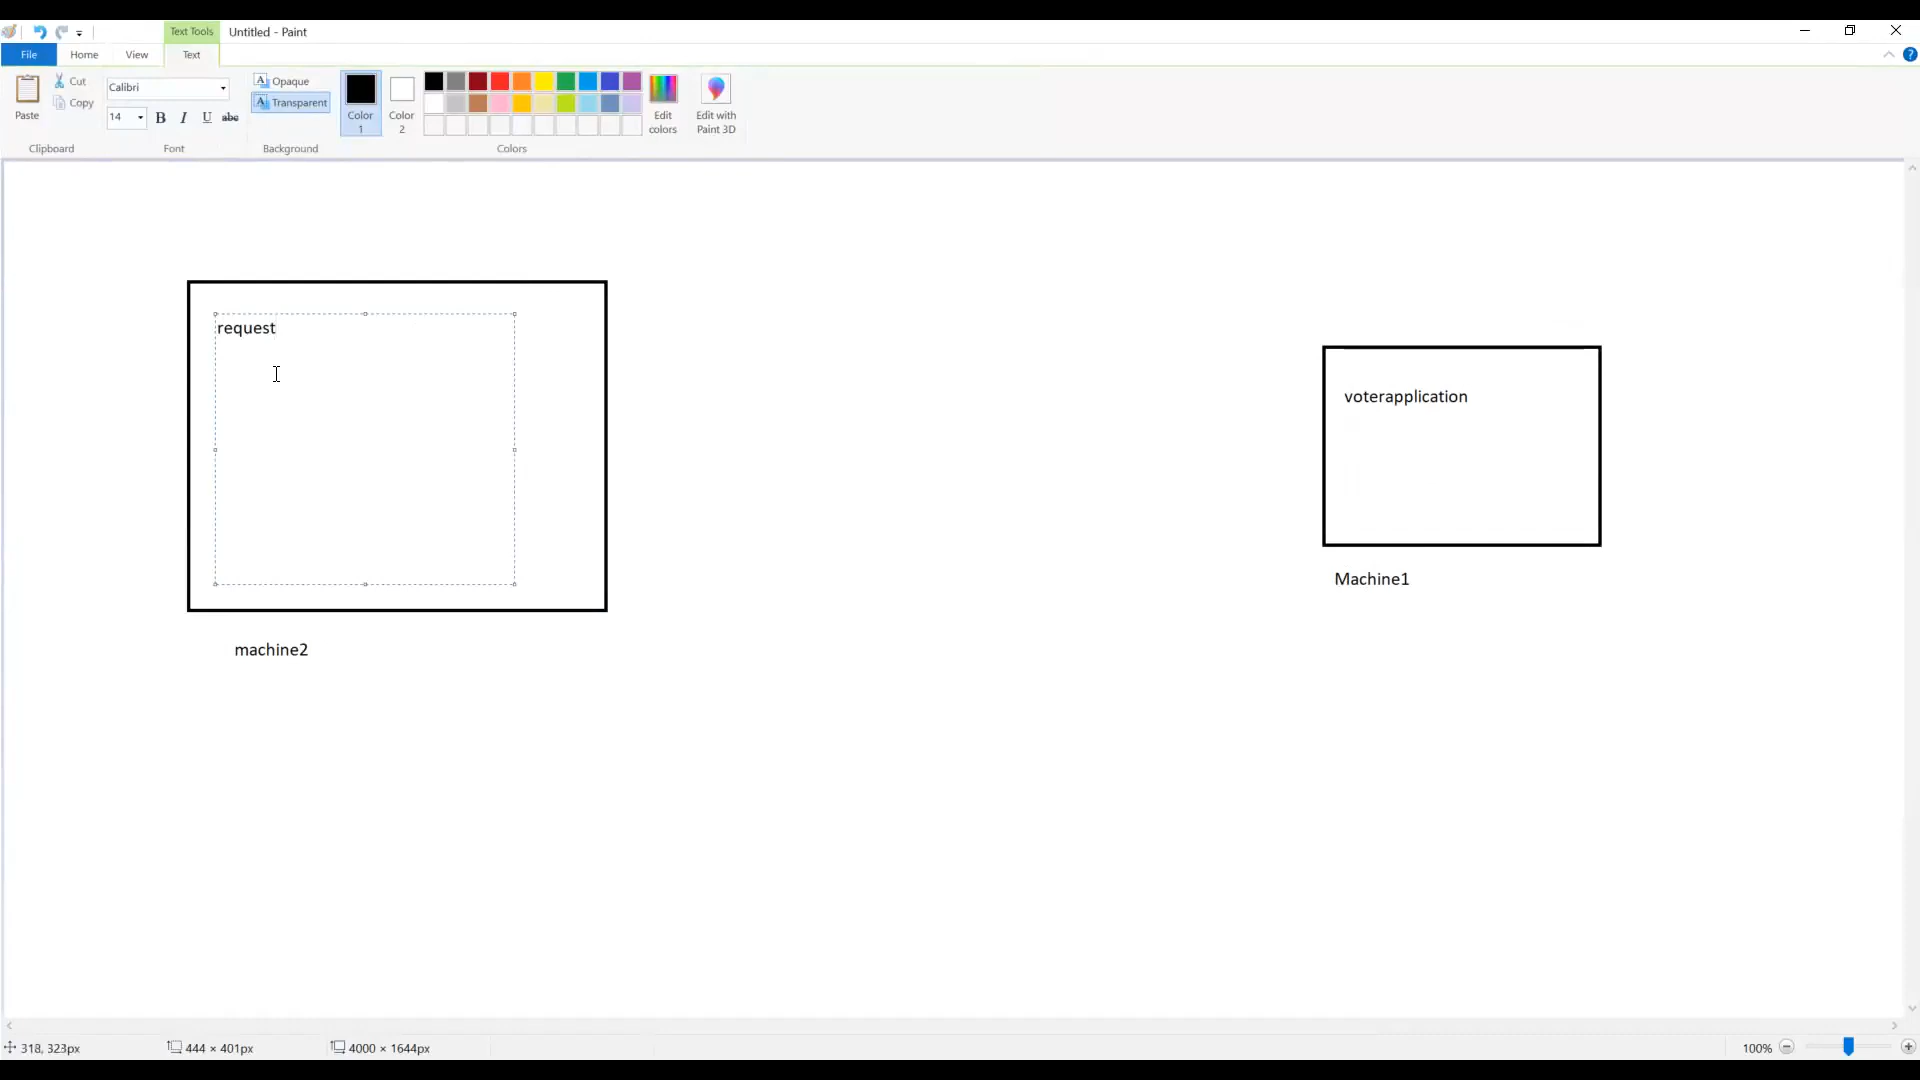 Text Tools
Untitled - Paint
File
Home
View
Text
Paste
Cut
Copy
Clipboard
Calibri
14
B I U abc
Font
A Opaque
A Transparent
Background
Color
1
Color
2
Colors
Edit
colors
Edit with
Paint 3D
request
machine2
voterapplication
Machine1
318, 323px
444 × 401px
4000 × 1644px
100%